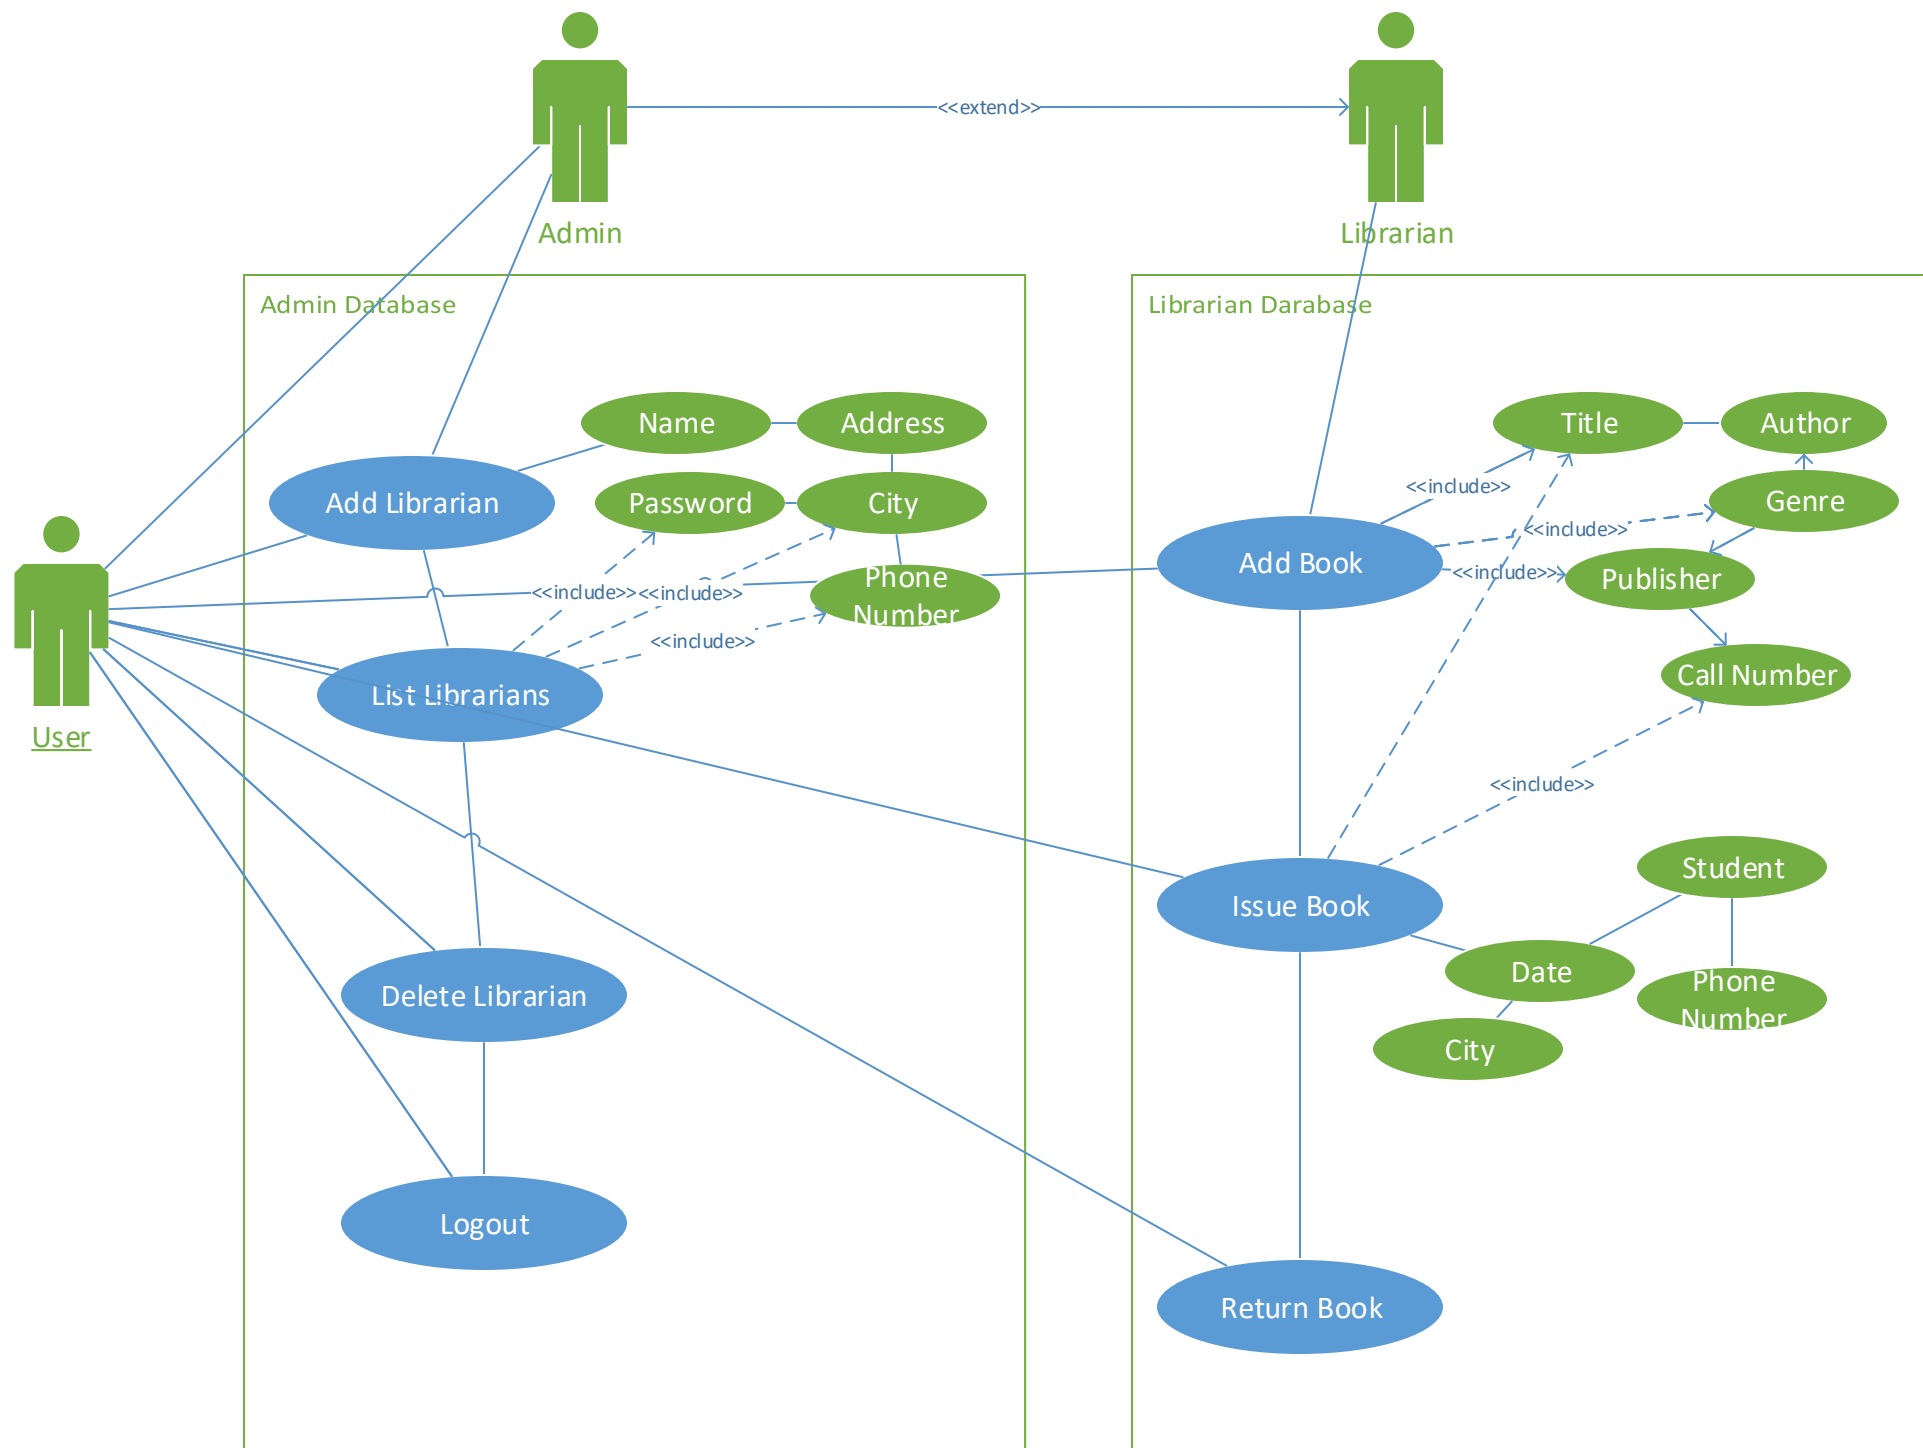 <<extend>>
Admin
Librarian
Admin Database
Librarian Darabase
Name
Address
Title
Author
Add Librarian
Password
City
<<include>>
Genre
<<include>>
Add Book
<<include>>
Publisher
Phone
Number
<<include>>
<<include>>
<<include>>
List Librarians
Call Number
User
<<include>>
Student
Issue Book
Date
Phone
Number
Delete Librarian
City
Logout
Return Book